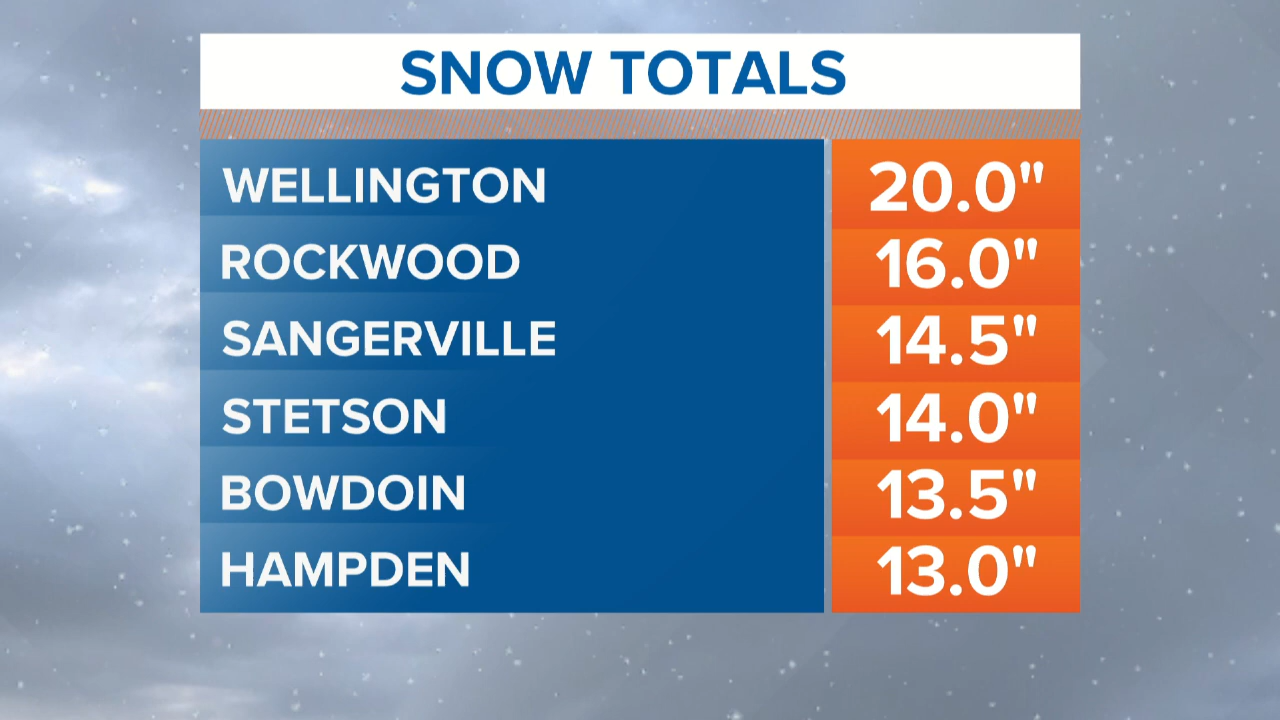 SNOW TOTALS
WELLINGTON 20.0"
ROCKWOOD 16.0"
SANGERVILLE 14.5"
STETSON 14.0"
BOWDOIN 13.5"
HAMPDEN 13.0"